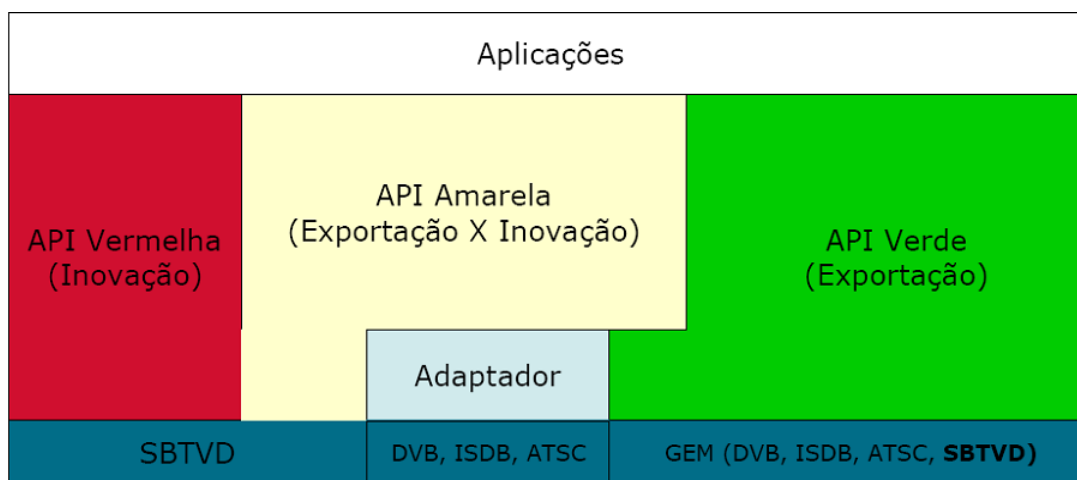 Aplicações
API Vermelha
(Inovação)
API Amarela
(Exportação X Inovação)
API Verde
(Exportação)
Adaptador
SBTVD
DVB, ISDB, ATSC
GEM (DVB, ISDB, ATSC, SBTVD)